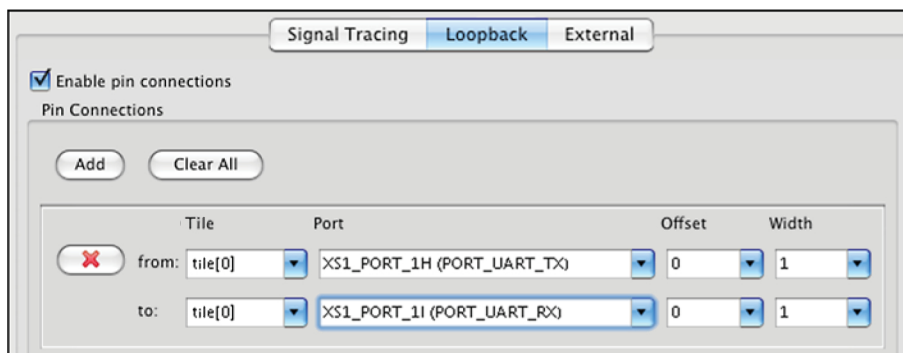 Signal Tracing Loopback External
Enable pin connections
Pin Connections
Add Clear All
Tile Port Offset Width
from: tile[0] XS1_PORT_1H (PORT_UART_TX) 0 1
to: tile[0] XS1_PORT_1I (PORT_UART_RX) 0 1